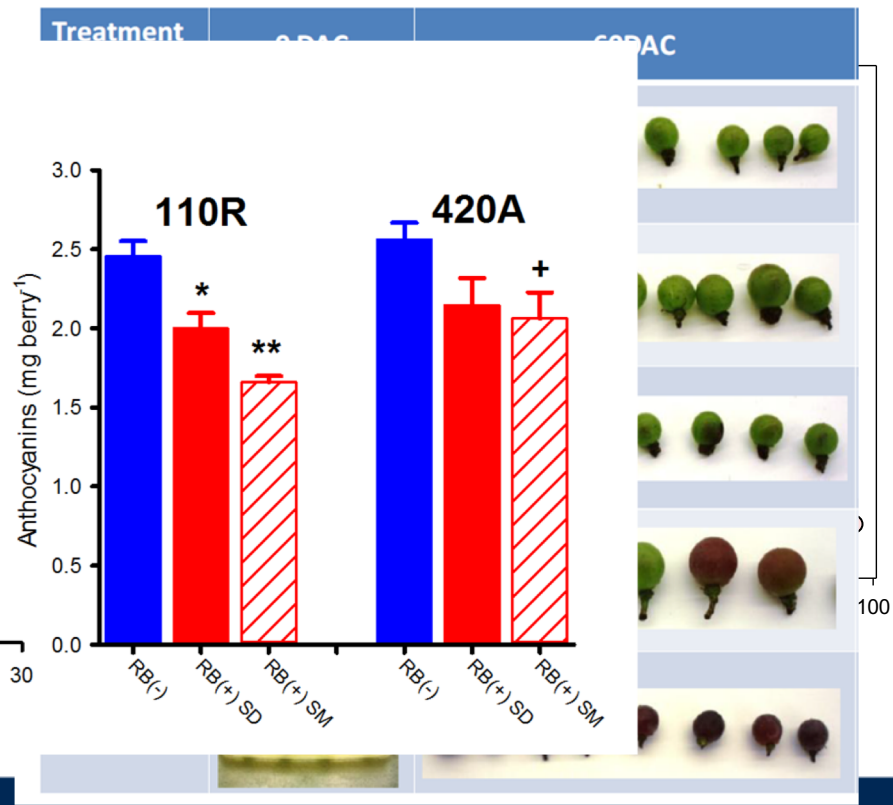 Treatment
60DAC
3.0
110R
420A
2.5
*
+
2.0
**
1.5
Anthocyanins (mg berry⁻¹)
1.0
0.5
0.0
30
100
RB(-)
RB(+) SD
RB(+) SM
RB(-)
RB(+) SD
RB(+) SM